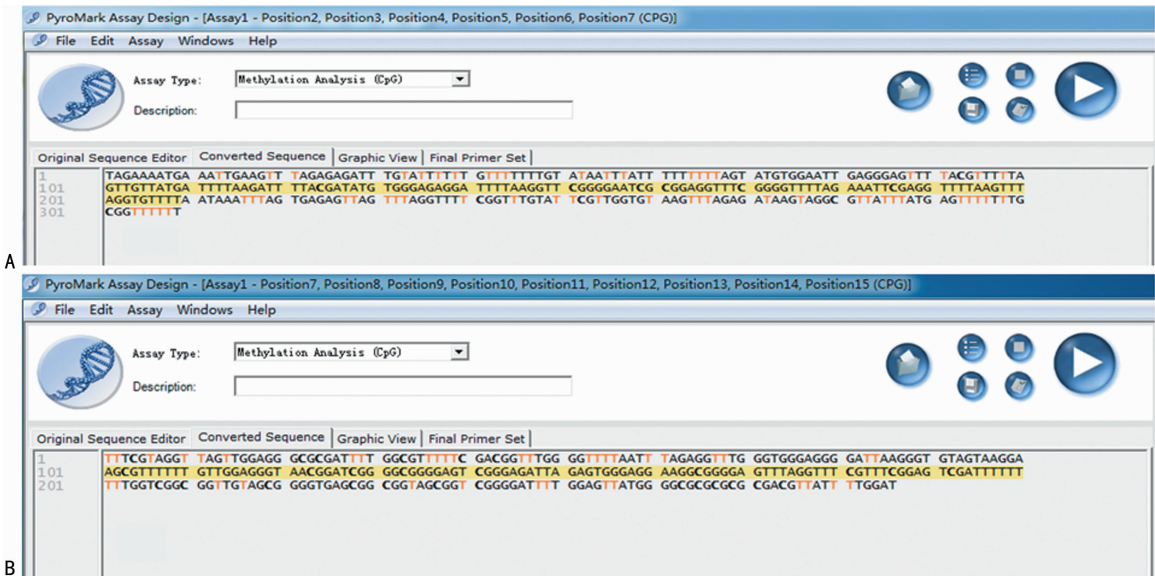 PyroMark Assay Design - [Assay1 - Position2, Position3, Position4, Position5, Position6, Position7 (CPG)]
File Edit Assay Windows Help
Assay Type: Methylation Analysis (CpG)
Description:
Original Sequence Editor Converted Sequence Graphic View Final Primer Set
1 TAGAAAATGA AATTGAAGTT TAGAGAGATT TGTATTTTTT GTTTTTTTGT ATAATTTATT TTTTTTTAGT ATGTGGAATT GAGGGAGTTT TACGTTTTTA
101 GTTGTTATGA TTTTAAGATT TTACGATATG TGGGAGAGGA TTTTAAGGTT CGGGGAATCG CGGAGGTTTC GGGGTTTTAG AAATTCGAGG TTTTAAGTTT
201 AGGTGTTTTA ATAAATTTAG TGAGAGTTAG TTTAGGTTTT CGGTTTGTAT TCGTTGGTGT AAGTTTAGAG ATAAGTAGGC GTTATTTATG AGTTTTTTTG
301 CGGTTTTTT
A
PyroMark Assay Design - [Assay1 - Position7, Position8, Position9, Position10, Position11, Position12, Position13, Position14, Position15 (CPG)]
File Edit Assay Windows Help
Assay Type: Methylation Analysis (CpG)
Description:
Original Sequence Editor Converted Sequence Graphic View Final Primer Set
1 TTTCGTAGGT TAGTTGGAGG GCGCGATTTT GGCGTTTTTC GACGGTTTGG GGTTTTAATT TAGAGGTTTG GGTGGGAGGG GATTAAGGGT GTAGTAAGGA
101 AGCGTTTTTT GTTGGAGGGT AACGGATCGG GGCGGGGAGT CGGGAGATTA GAGTGGGAGG AAGGCGGGGA GTTTAGGTTT CGTTTCGGAG TCGATTTTTT
201 TTTGGTCGGC GGTTGTAGCG GGGTGAGCGG CGGTAGCGGT CGGGGATTTT GGAGTTATGG GGCGCGCGCG CGACGTTATT TTGGAT
B